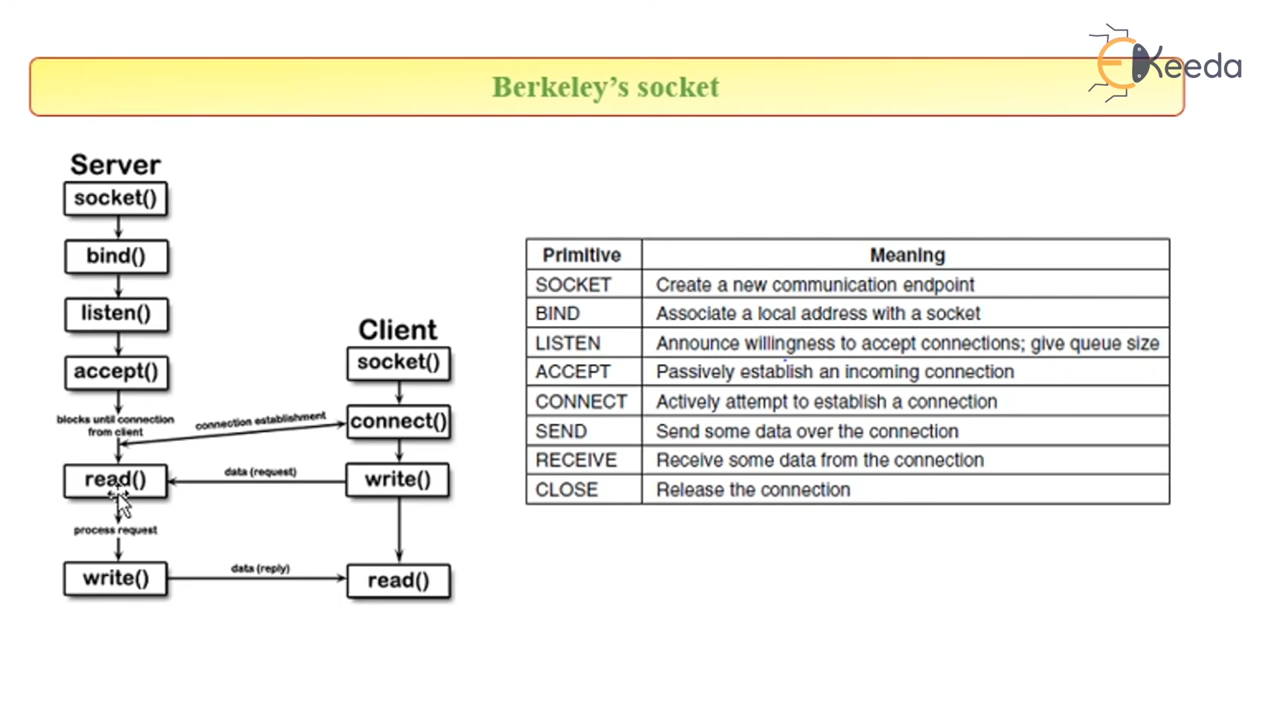 Keeda
Berkeley's socket
Server
socket()
bind()
listen()
accept()
blocks until connection
from client
read()
process request
write()
connection establishment
data (request)
data (reply)
Client
socket()
connect()
write()
read()
Primitive Meaning
SOCKET Create a new communication endpoint
BIND Associate a local address with a socket
LISTEN Announce willingness to accept connections; give queue size
ACCEPT Passively establish an incoming connection
CONNECT Actively attempt to establish a connection
SEND Send some data over the connection
RECEIVE Receive some data from the connection
CLOSE Release the connection